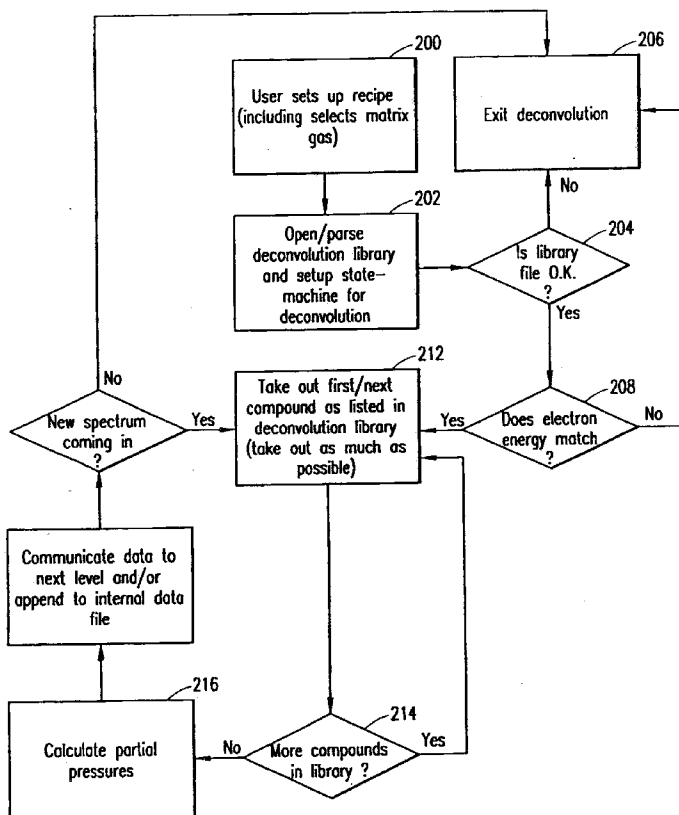 200
User sets up recipe
(including selects matrix
gas)
206
Exit deconvolution
202
Open/parse
deconvolution library
and setup state-
machine for
deconvolution
No
204
Is library
file O.K.
?
Yes
212
Take out first/next
compound as listed in
deconvolution library
(take out as much as
possible)
208
Does electron
energy match
?
Yes
No
No
New spectrum
coming in
?
Yes
Communicate data to
next level and/or
append to internal data
file
216
Calculate partial
pressures
214
More compounds
in library ?
No
Yes